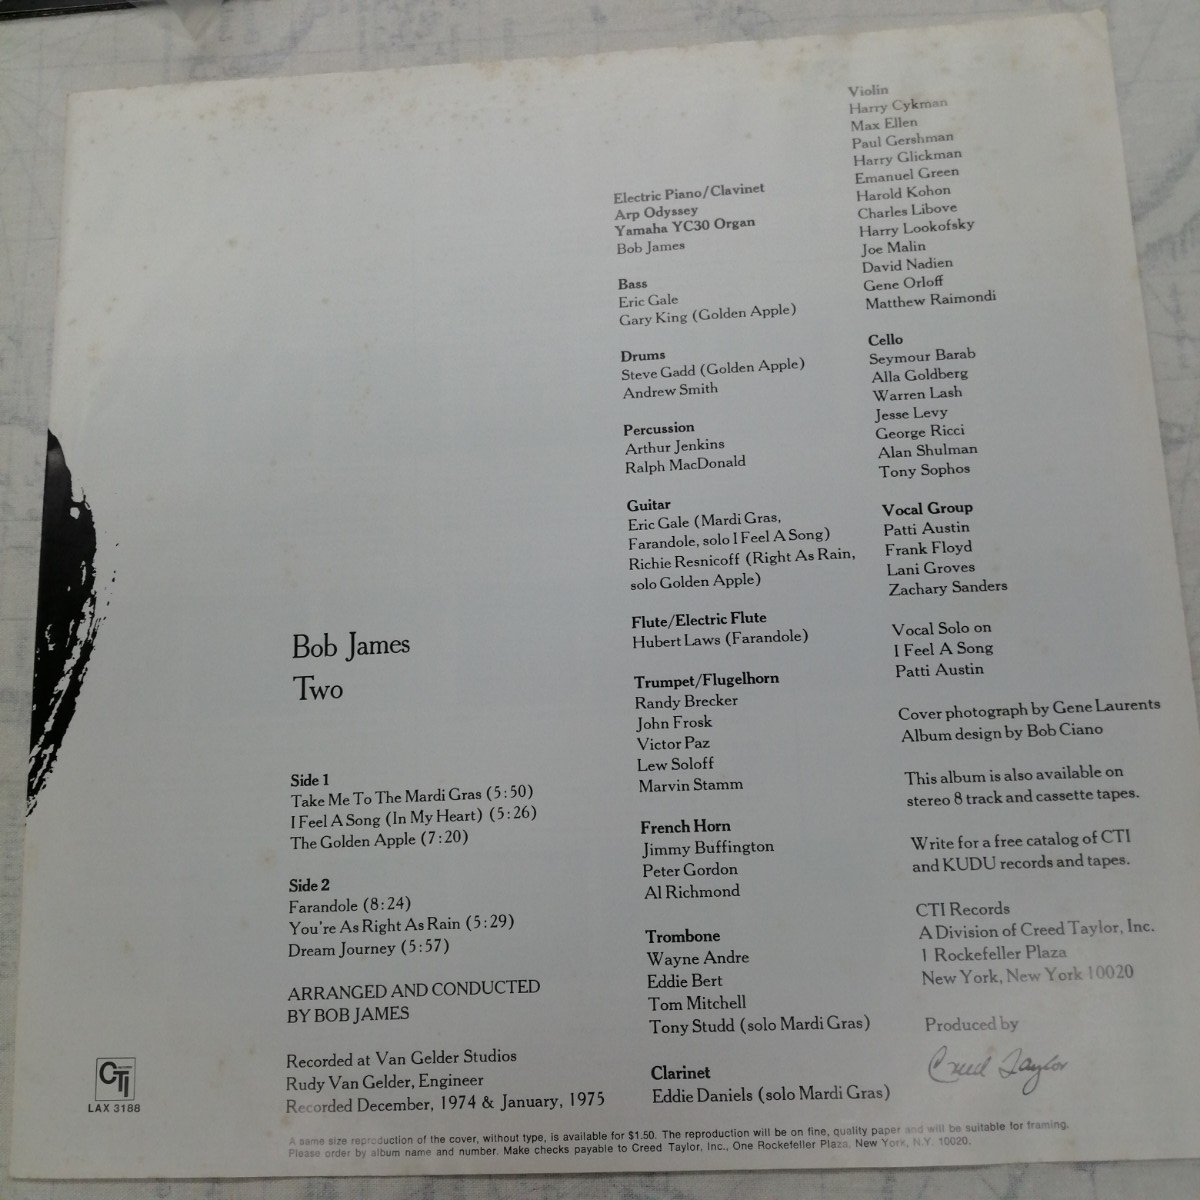 Bob James
Two
Side 1
Take Me To The Mardi Gras (5:50)
I Feel A Song (In My Heart) (5:26)
The Golden Apple (7:20)
Side 2
Farandole (8:24)
You're As Right As Rain (5:29)
Dream Journey (5:57)
ARRANGED AND CONDUCTED
BY BOB JAMES
Recorded at Van Gelder Studios
Rudy Van Gelder, Engineer
Recorded December, 1974 & January, 1975
CTI
LAX 3188
Electric Piano/Clavinet
Arp Odyssey
Yamaha YC30 Organ
Bob James
Bass
Eric Gale
Gary King (Golden Apple)
Drums
Steve Gadd (Golden Apple)
Andrew Smith
Percussion
Arthur Jenkins
Ralph MacDonald
Guitar
Eric Gale (Mardi Gras,
Farandole, solo I Feel A Song)
Richie Resnicoff (Right As Rain,
solo Golden Apple)
Flute/Electric Flute
Hubert Laws (Farandole)
Trumpet/Flugelhorn
Randy Brecker
John Frosk
Victor Paz
Lew Soloff
Marvin Stamm
French Horn
Jimmy Buffington
Peter Gordon
Al Richmond
Trombone
Wayne Andre
Eddie Bert
Tom Mitchell
Tony Studd (solo Mardi Gras)
Clarinet
Eddie Daniels (solo Mardi Gras)
Violin
Harry Cykman
Max Ellen
Paul Gershman
Harry Glickman
Emanuel Green
Harold Kohon
Charles Libove
Harry Lookofsky
Joe Malin
David Nadien
Gene Orloff
Matthew Raimondi
Cello
Seymour Barab
Alla Goldberg
Warren Lash
Jesse Levy
George Ricci
Alan Shulman
Tony Sophos
Vocal Group
Patti Austin
Frank Floyd
Lani Groves
Zachary Sanders
Vocal Solo on
I Feel A Song
Patti Austin
Cover photograph by Gene Laurents
Album design by Bob Ciano
This album is also available on
stereo 8 track and cassette tapes.
Write for a free catalog of CTI
and KUDU records and tapes.
CTI Records
A Division of Creed Taylor, Inc.
1 Rockefeller Plaza
New York, New York 10020
Produced by
Creed Taylor
A same size reproduction of the cover, without type, is available for $1.50. The reproduction will be on fine, quality paper and will be suitable for framing.
Please order by album name and number. Make checks payable to Creed Taylor, Inc., One Rockefeller Plaza, New York, N.Y. 10020.